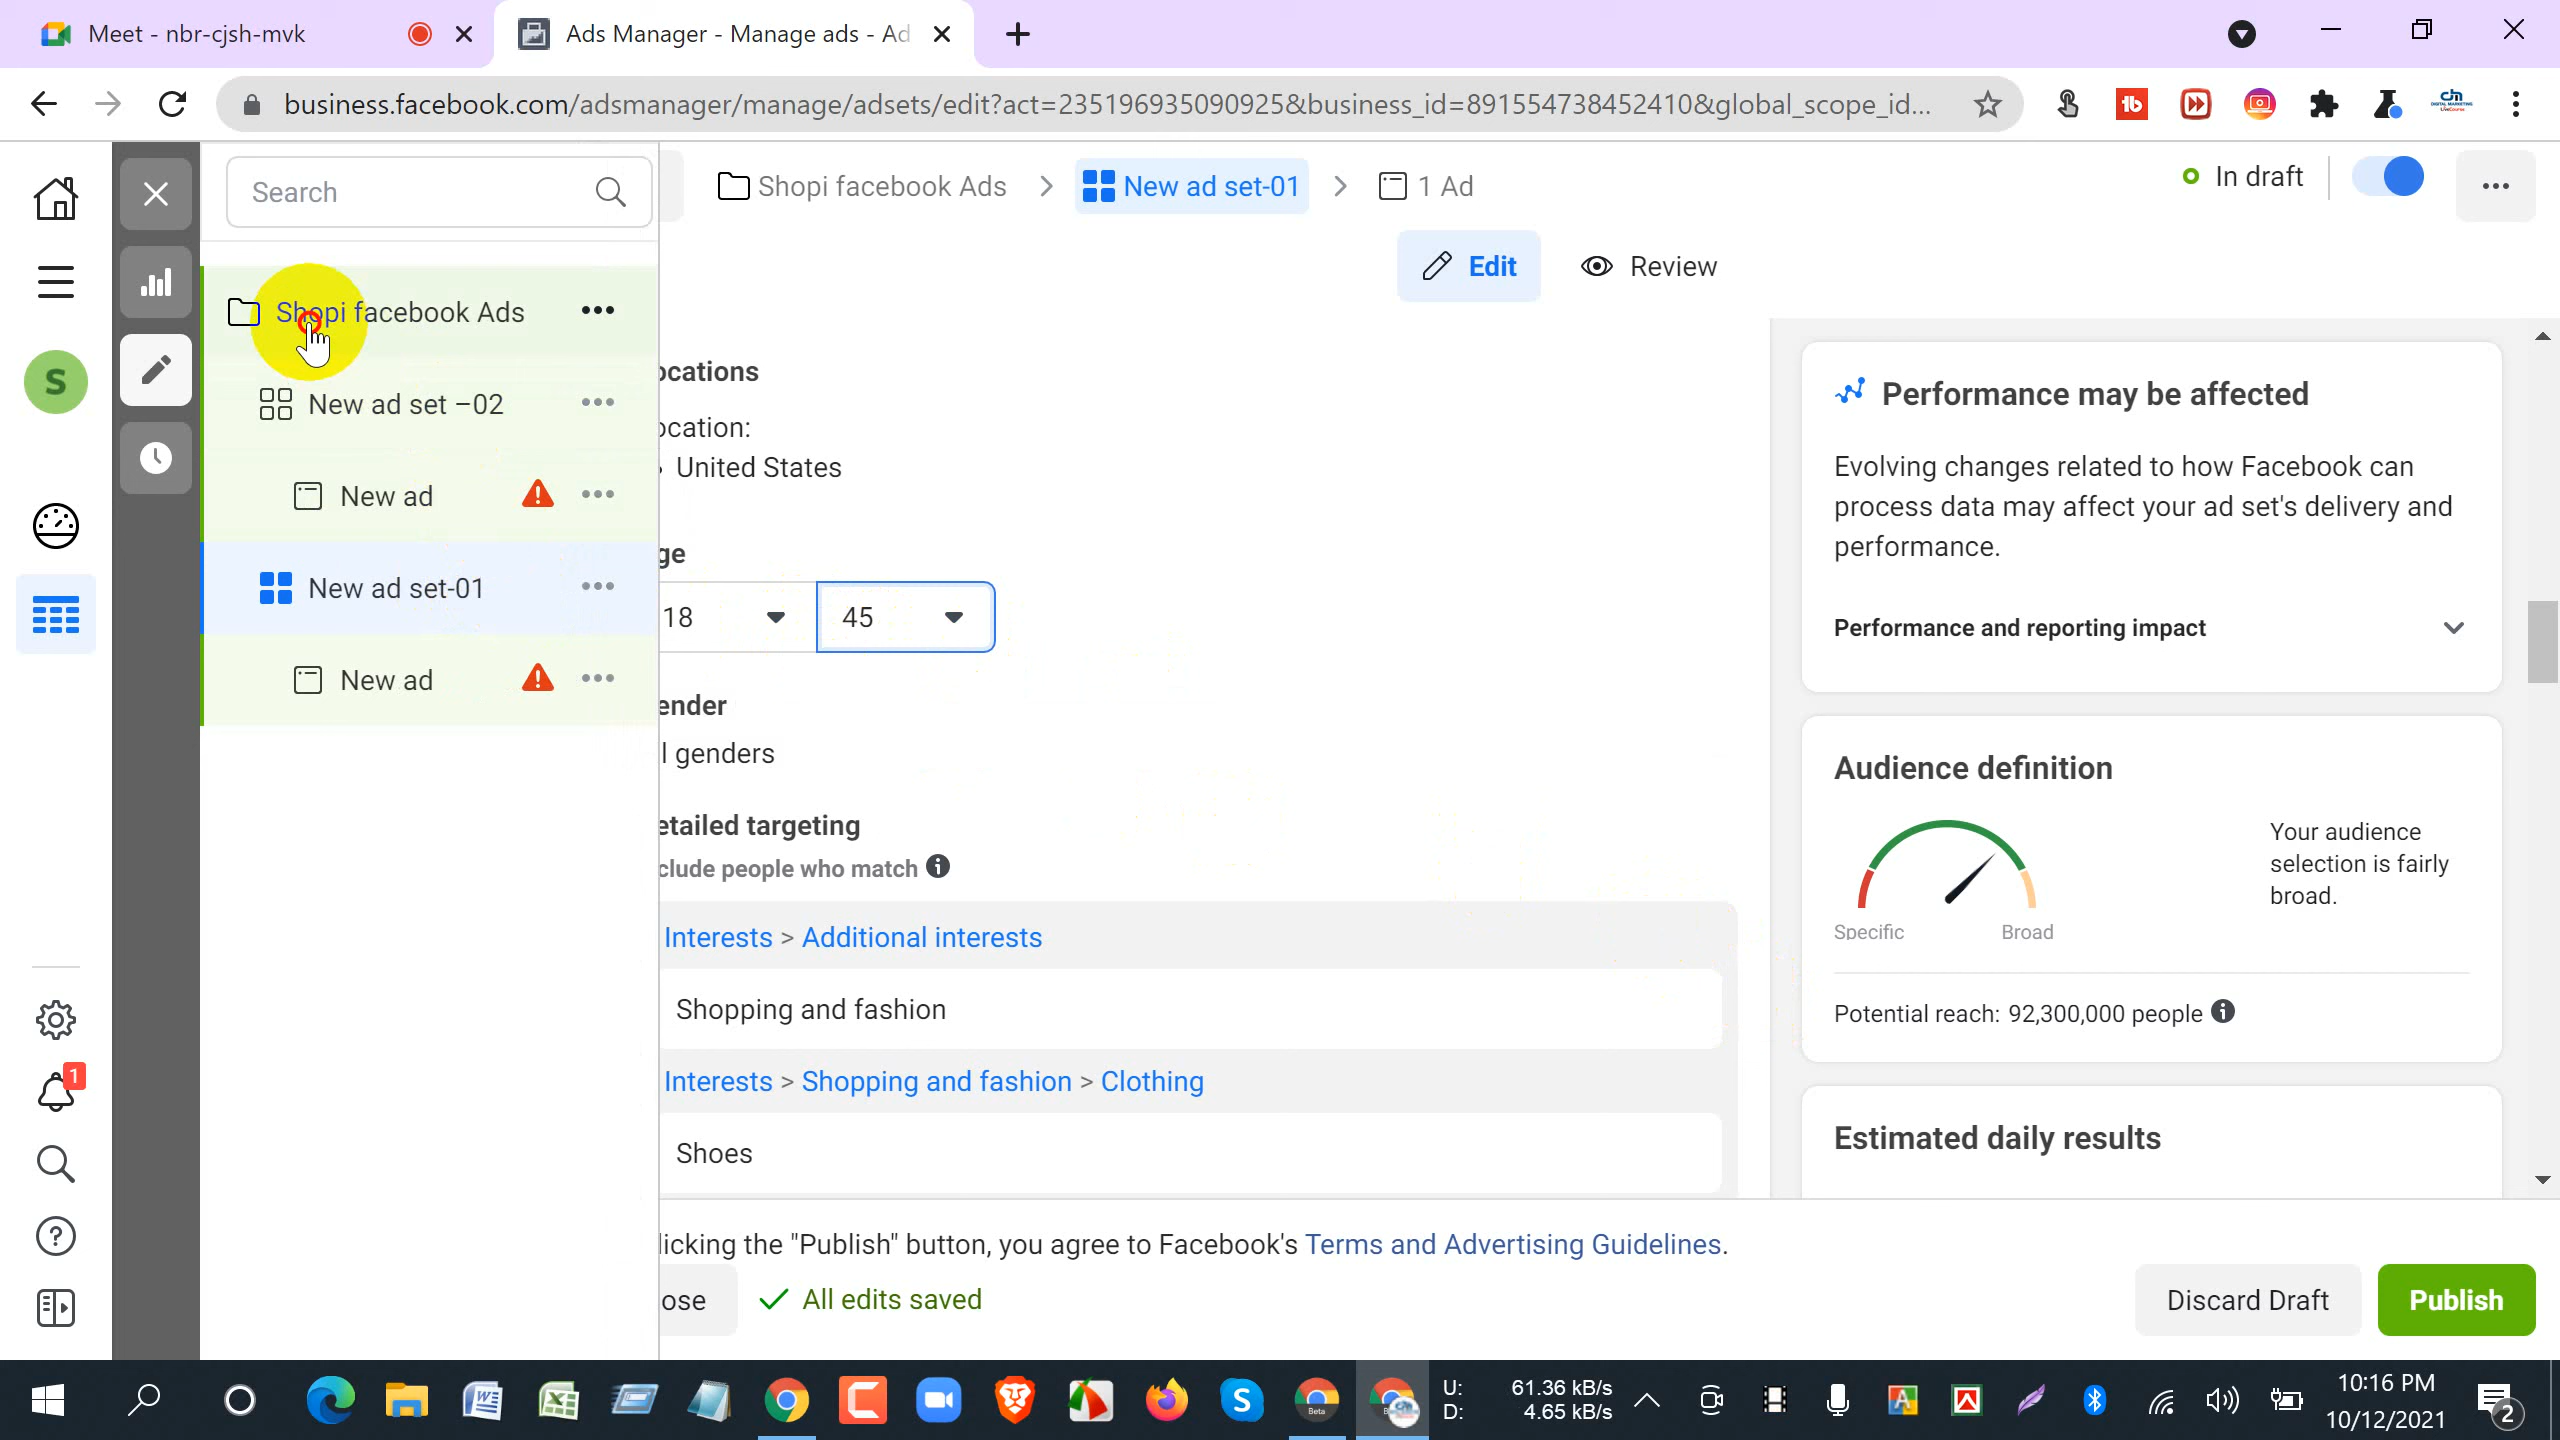 Meet - nbr-cjsh-mvk
Ads Manager - Manage ads - Ad
business.facebook.com/adsmanager/manage/adsets/edit?act=235196935090925&business_id=891554738452410&global_scope_id...
Search
Shopi facebook Ads
New ad set-01
1 Ad
In draft
Edit
Review
S
Shopi facebook Ads
New ad set –02
New ad
New ad set-01
New ad
ocations
ocation:
United States
ge
18
45
ender
l genders
etailed targeting
clude people who match
Interests > Additional interests
Shopping and fashion
Interests > Shopping and fashion > Clothing
Shoes
Performance may be affected
Evolving changes related to how Facebook can
process data may affect your ad set's delivery and
performance.
Performance and reporting impact
Audience definition
Your audience
selection is fairly
broad.
Specific
Broad
Potential reach: 92,300,000 people
Estimated daily results
1
licking the "Publish" button, you agree to Facebook's Terms and Advertising Guidelines.
ose
All edits saved
Discard Draft
Publish
U: 61.36 kB/s
D: 4.65 kB/s
10:16 PM
10/12/2021
2